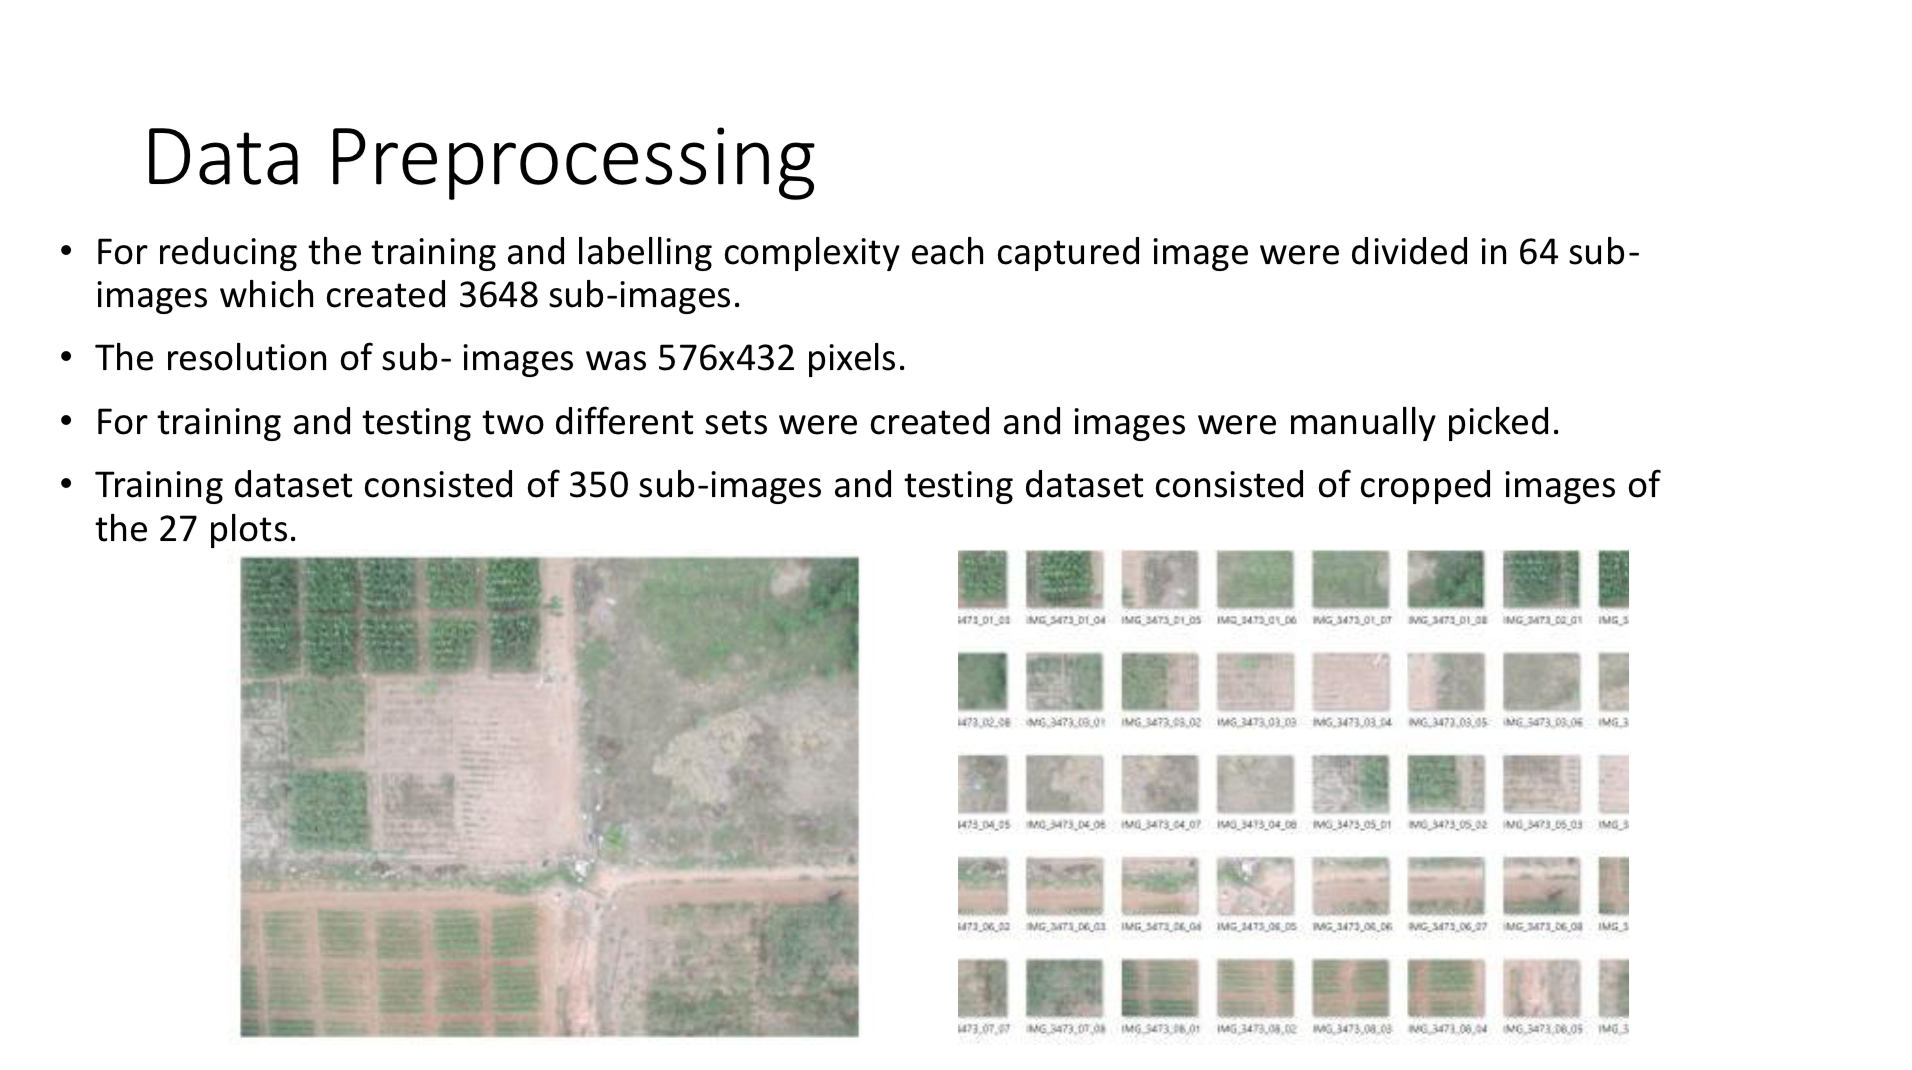 Data Preprocessing
• For reducing the training and labelling complexity each captured image were divided in 64 sub-
images which created 3648 sub-images.
• The resolution of sub- images was 576x432 pixels.
• For training and testing two different sets were created and images were manually picked.
• Training dataset consisted of 350 sub-images and testing dataset consisted of cropped images of
the 27 plots.
3473_01_03 IMG_3473_01_04 IMG_3473_01_05 IMG_3473_01_06 IMG_3473_01_07 IMG_3473_01_08 IMG_3473_02_01 IMG_3
473_02_08 IMG_3473_03_01 IMG_3473_03_02 IMG_3473_03_03 IMG_3473_03_04 IMG_3473_03_05 IMG_3473_03_06 IMG_3
473_04_05 IMG_3473_04_06 IMG_3473_04_07 IMG_3473_04_08 IMG_3473_05_01 IMG_3473_05_02 IMG_3473_05_03 IMG_3
473_06_02 IMG_3473_06_03 IMG_3473_06_04 IMG_3473_06_05 IMG_3473_06_06 IMG_3473_06_07 IMG_3473_06_08 IMG_3
473_07_07 IMG_3473_07_08 IMG_3473_08_01 IMG_3473_08_02 IMG_3473_08_03 IMG_3473_08_04 IMG_3473_08_05 IMG_3